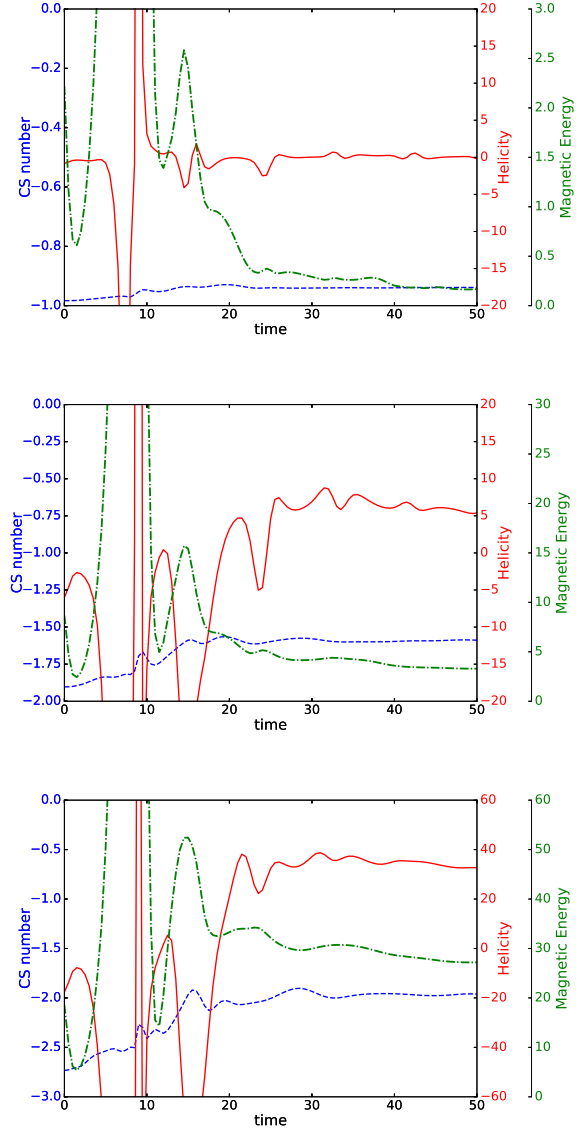 0.0 20 3.0
15 2.5
−0.2 10
2.0
−0.4 5
0 1.5
−0.6 −5
1.0
−10
−0.8
−15 0.5
−1.0 −20 0.0
0 10 20 30 40 50
time
CS number
Helicity
Magnetic Energy
0.00 20 30
−0.25 15 25
−0.50 10
20
−0.75 5
−1.00 0 15
−1.25 −5
10
−1.50 −10
−1.75 −15 5
−2.00 −20 0
0 10 20 30 40 50
time
CS number
Helicity
Magnetic Energy
0.0 60 60
−0.5 40 50
−1.0 20 40
−1.5 0 30
−2.0 −20 20
−2.5 −40 10
−3.0 −60 0
0 10 20 30 40 50
time
CS number
Helicity
Magnetic Energy